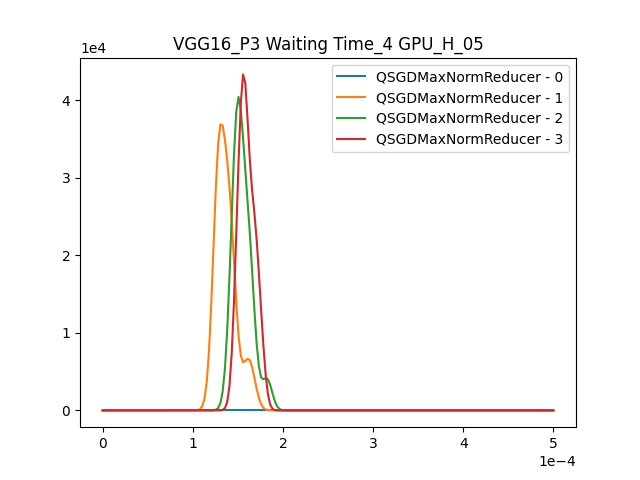 VGG16_P3 Waiting Time_4 GPU_H_05
1e4
QSGDMaxNormReducer - 0
QSGDMaxNormReducer - 1
QSGDMaxNormReducer - 2
QSGDMaxNormReducer - 3
4
3
2
1
0
0 1 2 3 4 5
1e−4